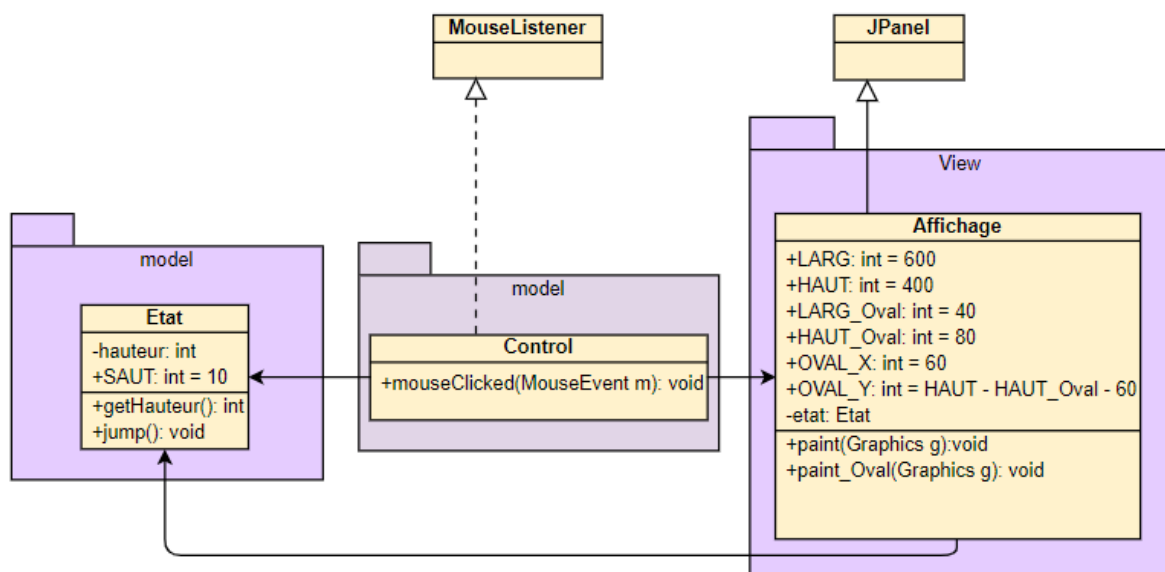 MouseListener
JPanel
View
model
Etat
-hauteur: int
+SAUT: int = 10
+getHauteur(): int
+jump(): void
model
Control
+mouseClicked(MouseEvent m): void
Affichage
+LARG: int = 600
+HAUT: int = 400
+LARG_Oval: int = 40
+HAUT_Oval: int = 80
+OVAL_X: int = 60
+OVAL_Y: int = HAUT - HAUT_Oval - 60
-etat: Etat
+paint(Graphics g):void
+paint_Oval(Graphics g): void